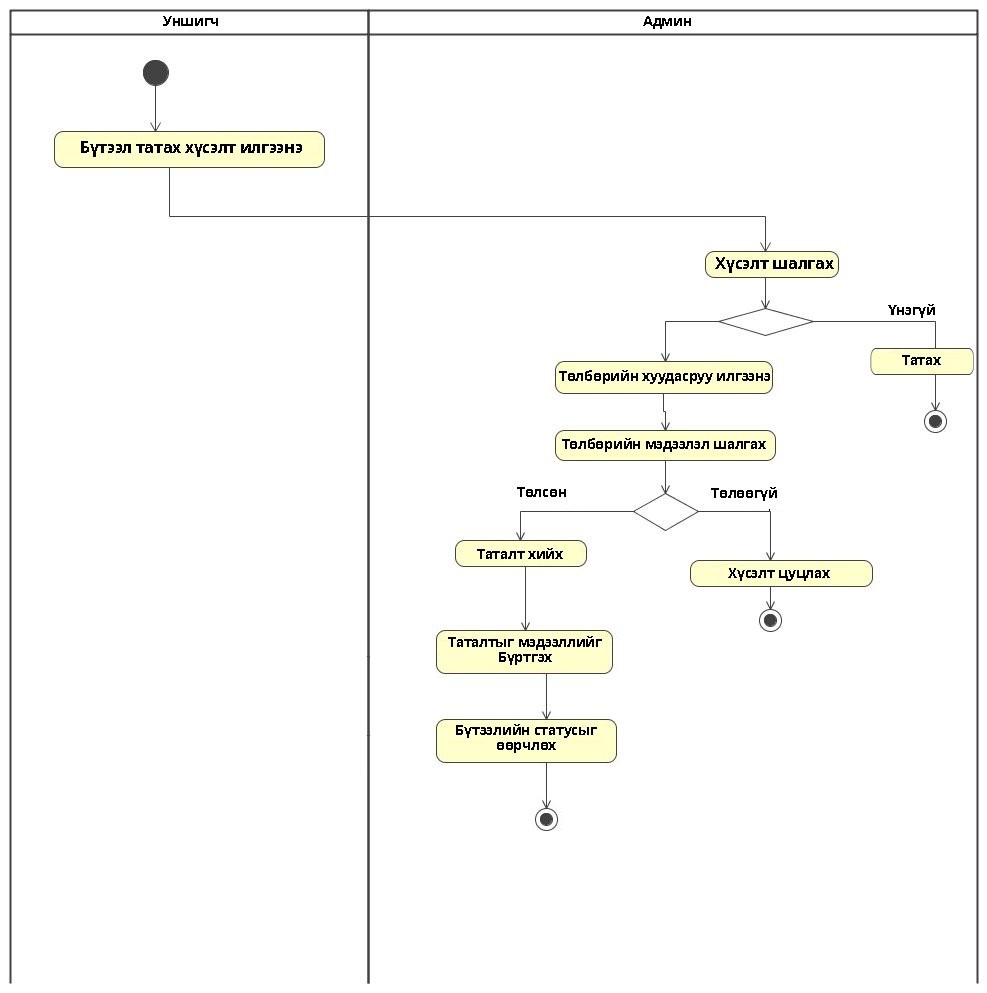 Уншигч
Админ
Бүтээл татах хүсэлт илгээнэ
Хүсэлт шалгах
Үнэгүй
Татах
Төлбөрийн хуудасруу илгээнэ
Төлбөрийн мэдээлэл шалгах
Төлсөн
Төлөөгүй
Таталт хийх
Хүсэлт цуцлах
Таталтыг мэдээллийг
Бүртгэх
Бүтээлийн статусыг
өөрчлөх